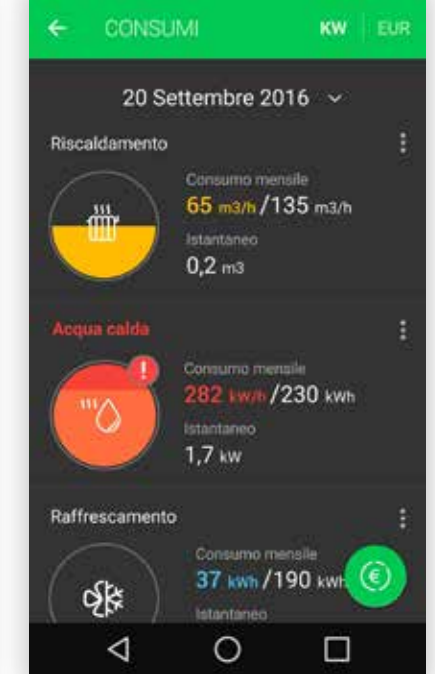 CONSUMI KW EUR
20 Settembre 2016
Riscaldamento
Consumo mensile
65 m3/h /135 m3/h
Istantaneo
0,2 m3
Acqua calda
!
Consumo mensile
282 kw/h /230 kWh
Istantaneo
1,7 kW
Raffrescamento
Consumo mensile
37 kWh /190 kWh
€
Istantaneo